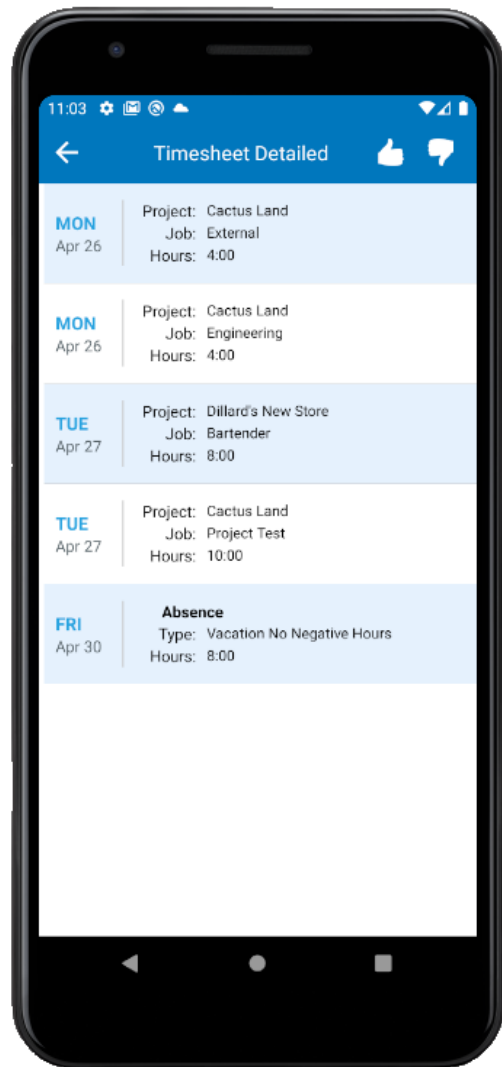 11:03
Timesheet Detailed
MON
Apr 26
Project: Cactus Land
Job: External
Hours: 4:00
MON
Apr 26
Project: Cactus Land
Job: Engineering
Hours: 4:00
TUE
Apr 27
Project: Dillard's New Store
Job: Bartender
Hours: 8:00
TUE
Apr 27
Project: Cactus Land
Job: Project Test
Hours: 10:00
FRI
Apr 30
Absence
Type: Vacation No Negative Hours
Hours: 8:00